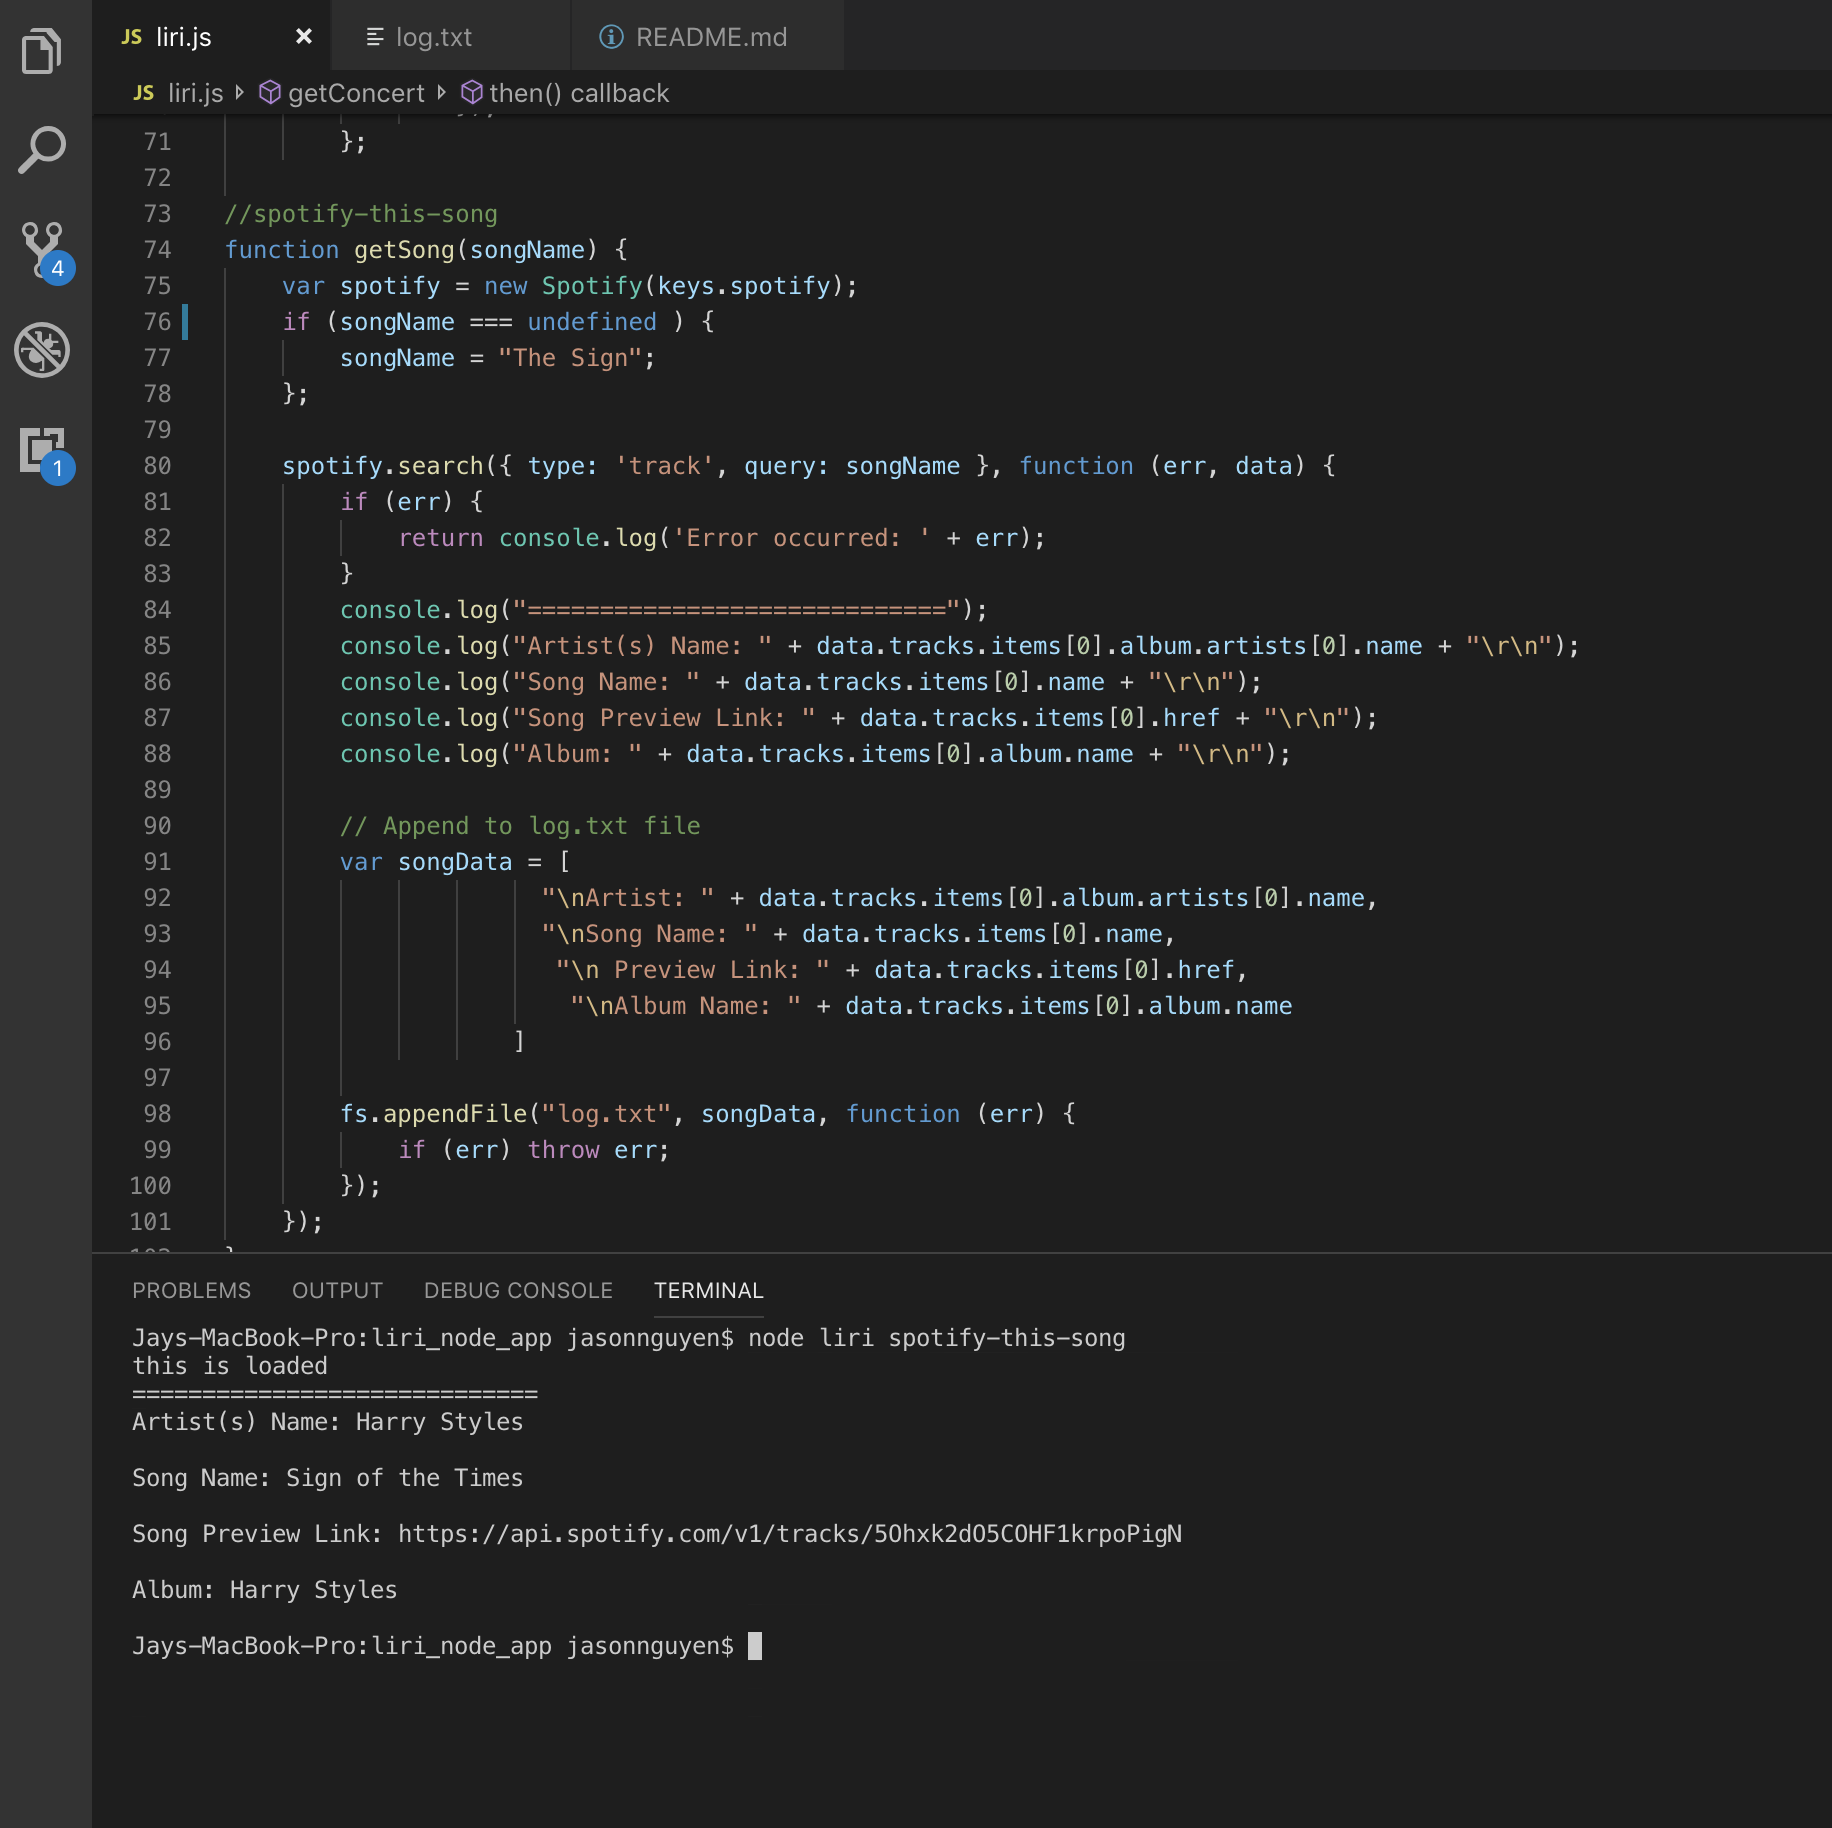 JS liri.js × log.txt README.md
JS liri.js getConcert then() callback
71 };
72
73 //spotify-this-song
74 function getSong(songName) {
75 var spotify = new Spotify(keys.spotify);
76 if (songName === undefined ) {
77 songName = "The Sign";
78 };
79
80 spotify.search({ type: 'track', query: songName }, function (err, data) {
81 if (err) {
82 return console.log('Error occurred: ' + err);
83 }
84 console.log("=============================");
85 console.log("Artist(s) Name: " + data.tracks.items[0].album.artists[0].name + "\r\n");
86 console.log("Song Name: " + data.tracks.items[0].name + "\r\n");
87 console.log("Song Preview Link: " + data.tracks.items[0].href + "\r\n");
88 console.log("Album: " + data.tracks.items[0].album.name + "\r\n");
89
90 // Append to log.txt file
91 var songData = [
92 "\nArtist: " + data.tracks.items[0].album.artists[0].name,
93 "\nSong Name: " + data.tracks.items[0].name,
94 "\n Preview Link: " + data.tracks.items[0].href,
95 "\nAlbum Name: " + data.tracks.items[0].album.name
96 ]
97
98 fs.appendFile("log.txt", songData, function (err) {
99 if (err) throw err;
100 });
101 });
4
1
PROBLEMS OUTPUT DEBUG CONSOLE TERMINAL
Jays-MacBook-Pro:liri_node_app jasonnguyen$ node liri spotify-this-song
this is loaded
=============================
Artist(s) Name: Harry Styles
Song Name: Sign of the Times
Song Preview Link: https://api.spotify.com/v1/tracks/5Ohxk2dO5COHF1krpoPigN
Album: Harry Styles
Jays-MacBook-Pro:liri_node_app jasonnguyen$